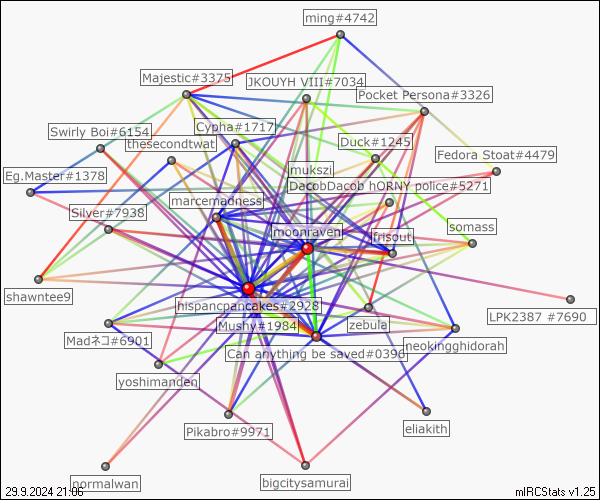 ming#4742
Majestic#3375
JKOUYH VIII#7034
Pocket Persona#3326
Swirly Boi#6154
Cypha#1717
thesecondtwat
Duck#1245
Fedora Stoat#4479
Eg.Master#1378
mukszi
DacobDacob hORNY police#5271
marcemadness
Silver#7938
moonraven
frisout
somass
shawntee9
hispancpancakes#2928
LPK2387 #7690
Mushy#1984
zebula
Madネコ#6901
Can anything be saved#0396
neokingghidorah
yoshimanden
Pikabro#9971
eliakith
normalwan
bigcitysamurai
29.9.2024 21:06
mIRCStats v1.25